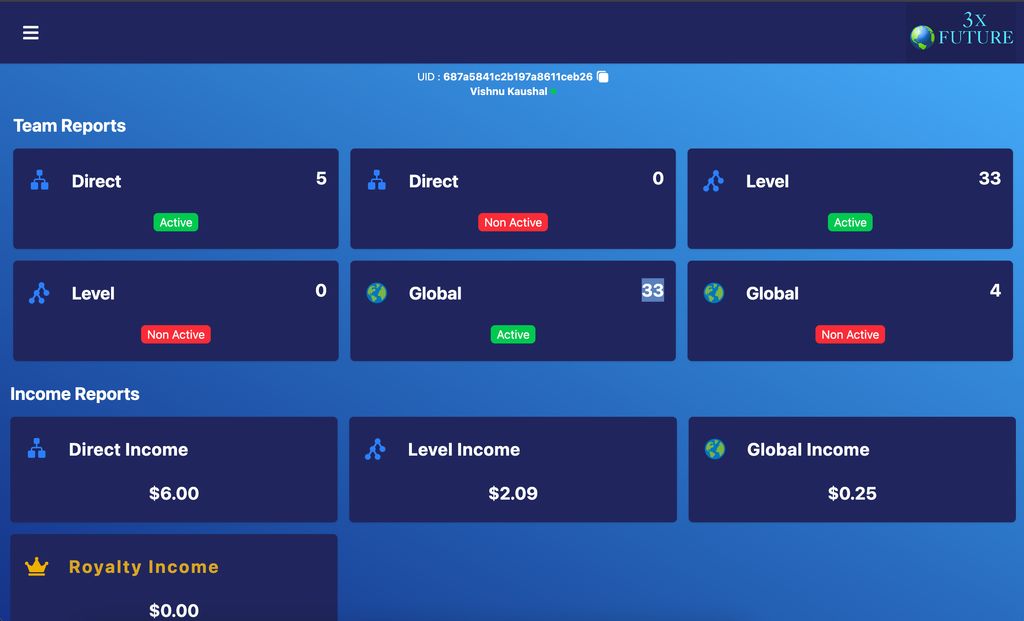 3X
FUTURE
UID : 687a5841c2b197a8611ceb26
Vishnu Kaushal
Team Reports
Direct 5
Active
Direct 0
Non Active
Level 33
Active
Level 0
Non Active
Global 33
Active
Global 4
Non Active
Income Reports
Direct Income
$6.00
Level Income
$2.09
Global Income
$0.25
Royalty Income
$0.00